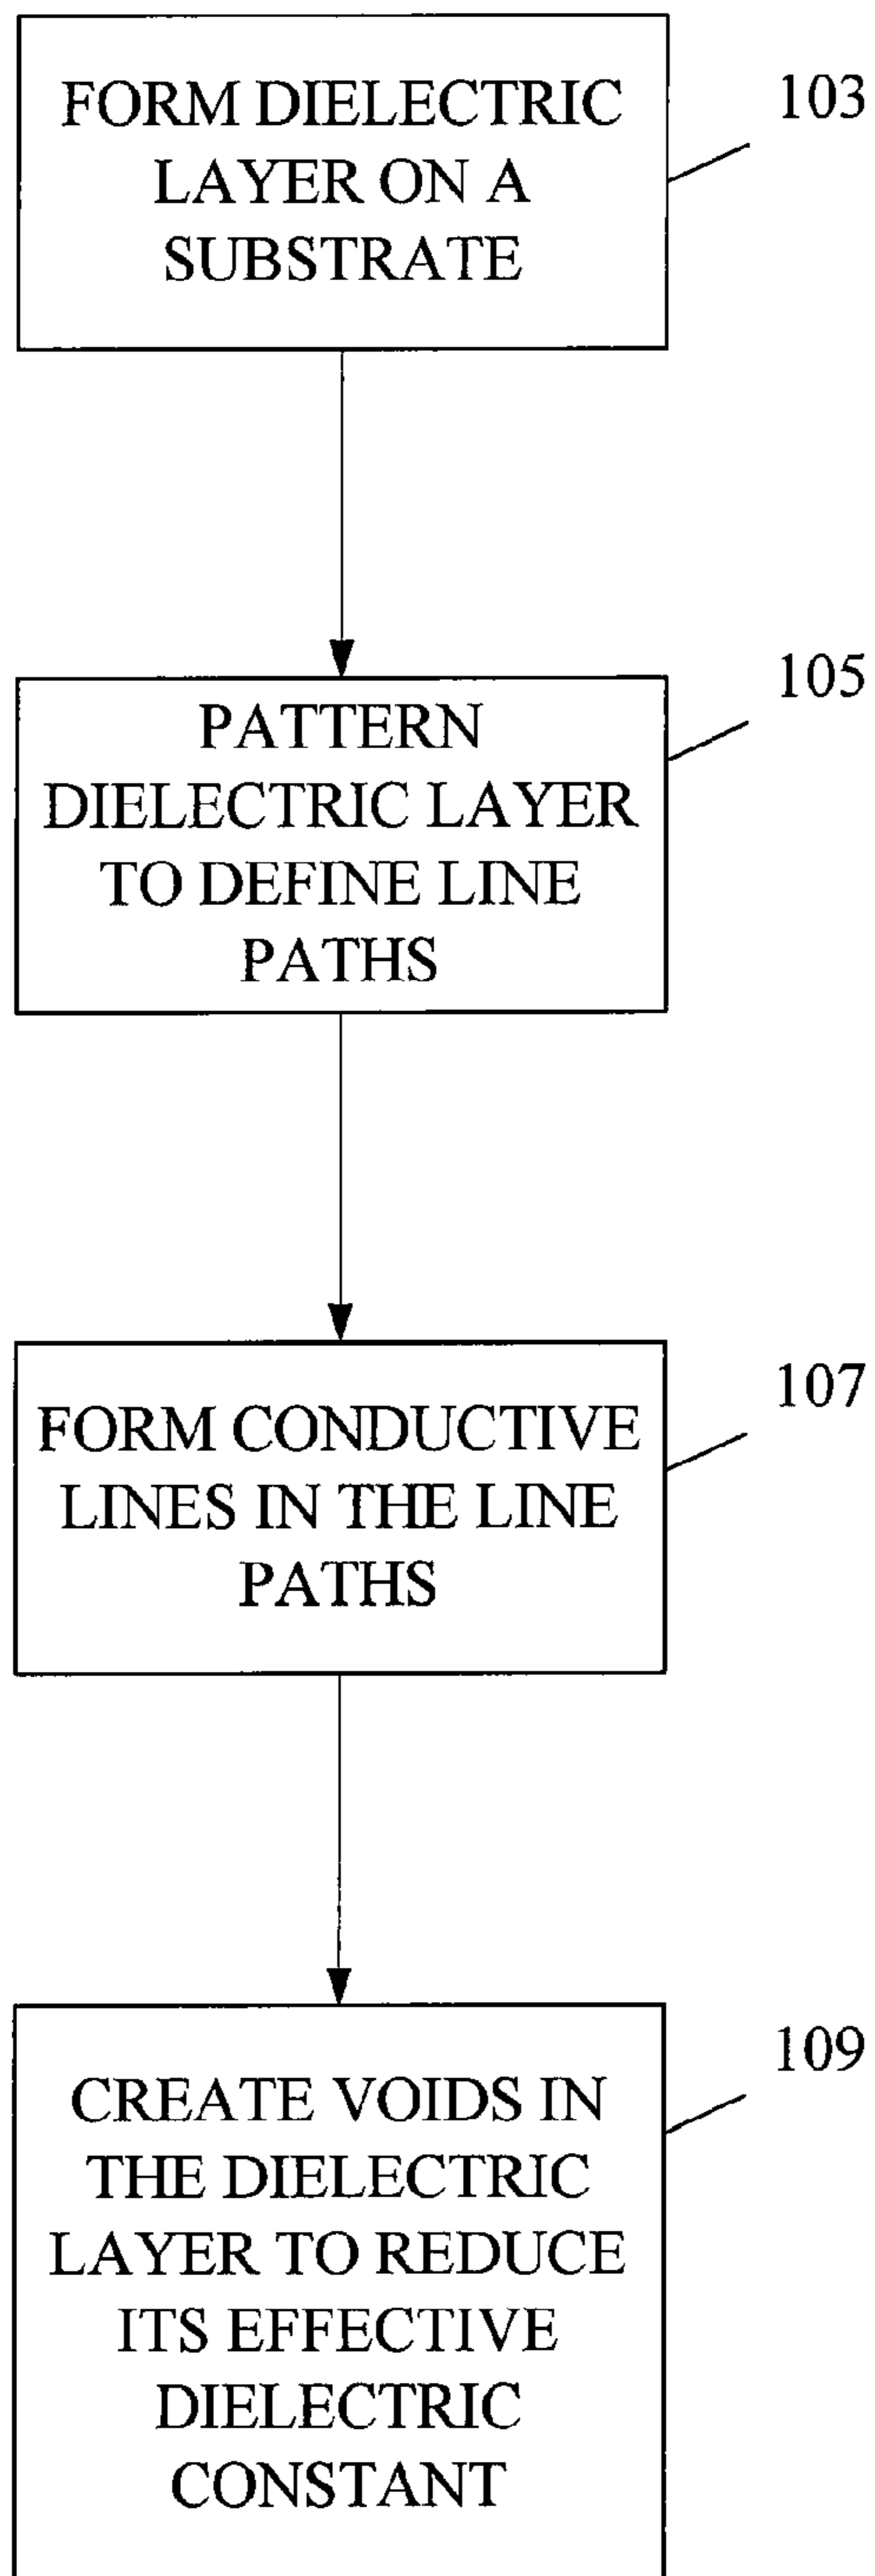 FORM DIELECTRIC
LAYER ON A
SUBSTRATE
103
PATTERN
DIELECTRIC LAYER
TO DEFINE LINE
PATHS
105
FORM CONDUCTIVE
LINES IN THE LINE
PATHS
107
CREATE VOIDS IN
THE DIELECTRIC
LAYER TO REDUCE
ITS EFFECTIVE
DIELECTRIC
CONSTANT
109